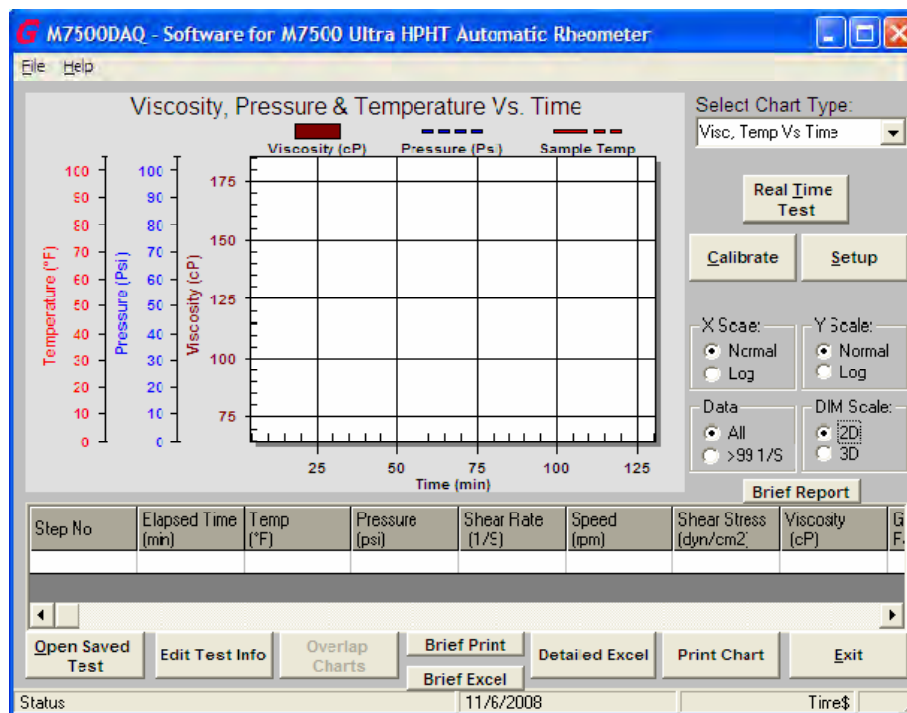 G M7500DAQ - Software for M7500 Ultra HPHT Automatic Rheometer
File Help
Viscosity, Pressure & Temperature Vs. Time
Viscosity (cP) Pressure (Psi) Sample Temp
Temperature (°F)
100
90
80
70
60
50
40
30
20
10
0
Pressure (Psi)
100
90
80
70
60
50
40
30
20
10
0
Viscosity (cP)
175
150
125
100
75
25 50 75 100 125
Time (min)
Select Chart Type:
Visc, Temp Vs Time
Real Time
Test
Calibrate Setup
X Scae:
Normal
Log
Y Scale:
Normal
Log
Data
All
>99 1/S
DIM Scale:
2D
3D
Brief Report
Step No
Elapsed Time
(min)
Temp
(°F)
Pressure
(psi)
Shear Rate
(1/S)
Speed
(rpm)
Shear Stress
(dyn/cm2)
Viscosity
(cP)
G
F
Open Saved
Test
Edit Test Info
Overlap
Charts
Brief Print
Brief Excel
Detailed Excel
Print Chart
Exit
Status 11/6/2008 Time$